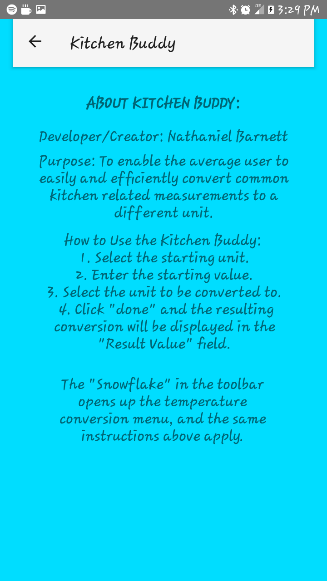 3:29 PM
Kitchen Buddy
ABOUT KITCHEN BUDDY:
Developer/Creator: Nathaniel Barnett
Purpose: To enable the average user to
easily and efficiently convert common
kitchen related measurements to a
different unit.
How to Use the Kitchen Buddy:
1. Select the starting unit.
2. Enter the starting value.
3. Select the unit to be converted to.
4. Click "done" and the resulting
conversion will be displayed in the
"Result Value" field.
The "Snowflake" in the toolbar
opens up the temperature
conversion menu, and the same
instructions above apply.